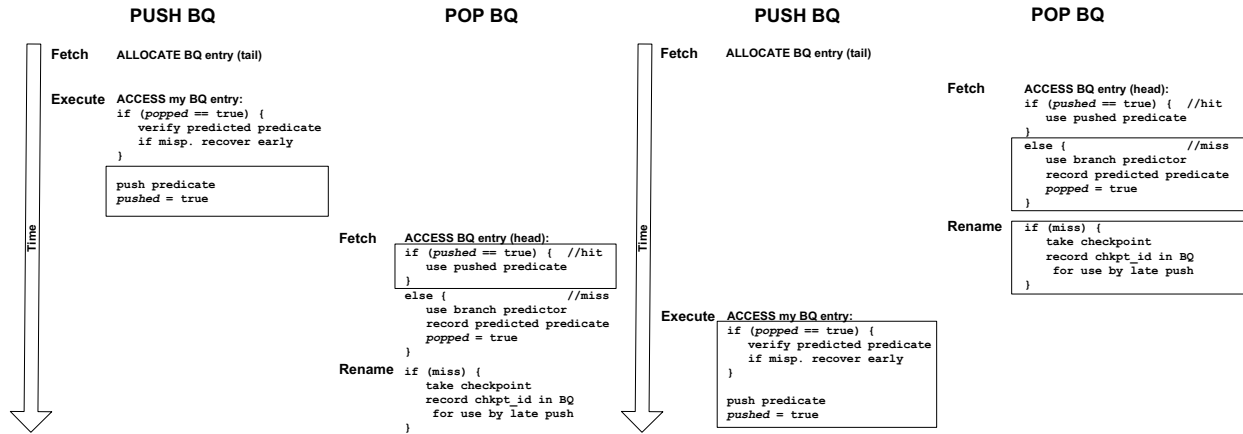 PUSH BQ
POP BQ
Fetch ALLOCATE BQ entry (tail)
Execute ACCESS my BQ entry:
if (popped == true) {
verify predicted predicate
if misp. recover early
}
push predicate
pushed = true
Time
Fetch ACCESS BQ entry (head):
if (pushed == true) { //hit
use pushed predicate
}
else { //miss
use branch predictor
record predicted predicate
popped = true
}
Rename if (miss) {
take checkpoint
record chkpt_id in BQ
for use by late push
}
PUSH BQ
POP BQ
Fetch ALLOCATE BQ entry (tail)
Fetch ACCESS BQ entry (head):
if (pushed == true) { //hit
use pushed predicate
}
else { //miss
use branch predictor
record predicted predicate
popped = true
}
Time
Rename if (miss) {
take checkpoint
record chkpt_id in BQ
for use by late push
}
Execute ACCESS my BQ entry:
if (popped == true) {
verify predicted predicate
if misp. recover early
}
push predicate
pushed = true